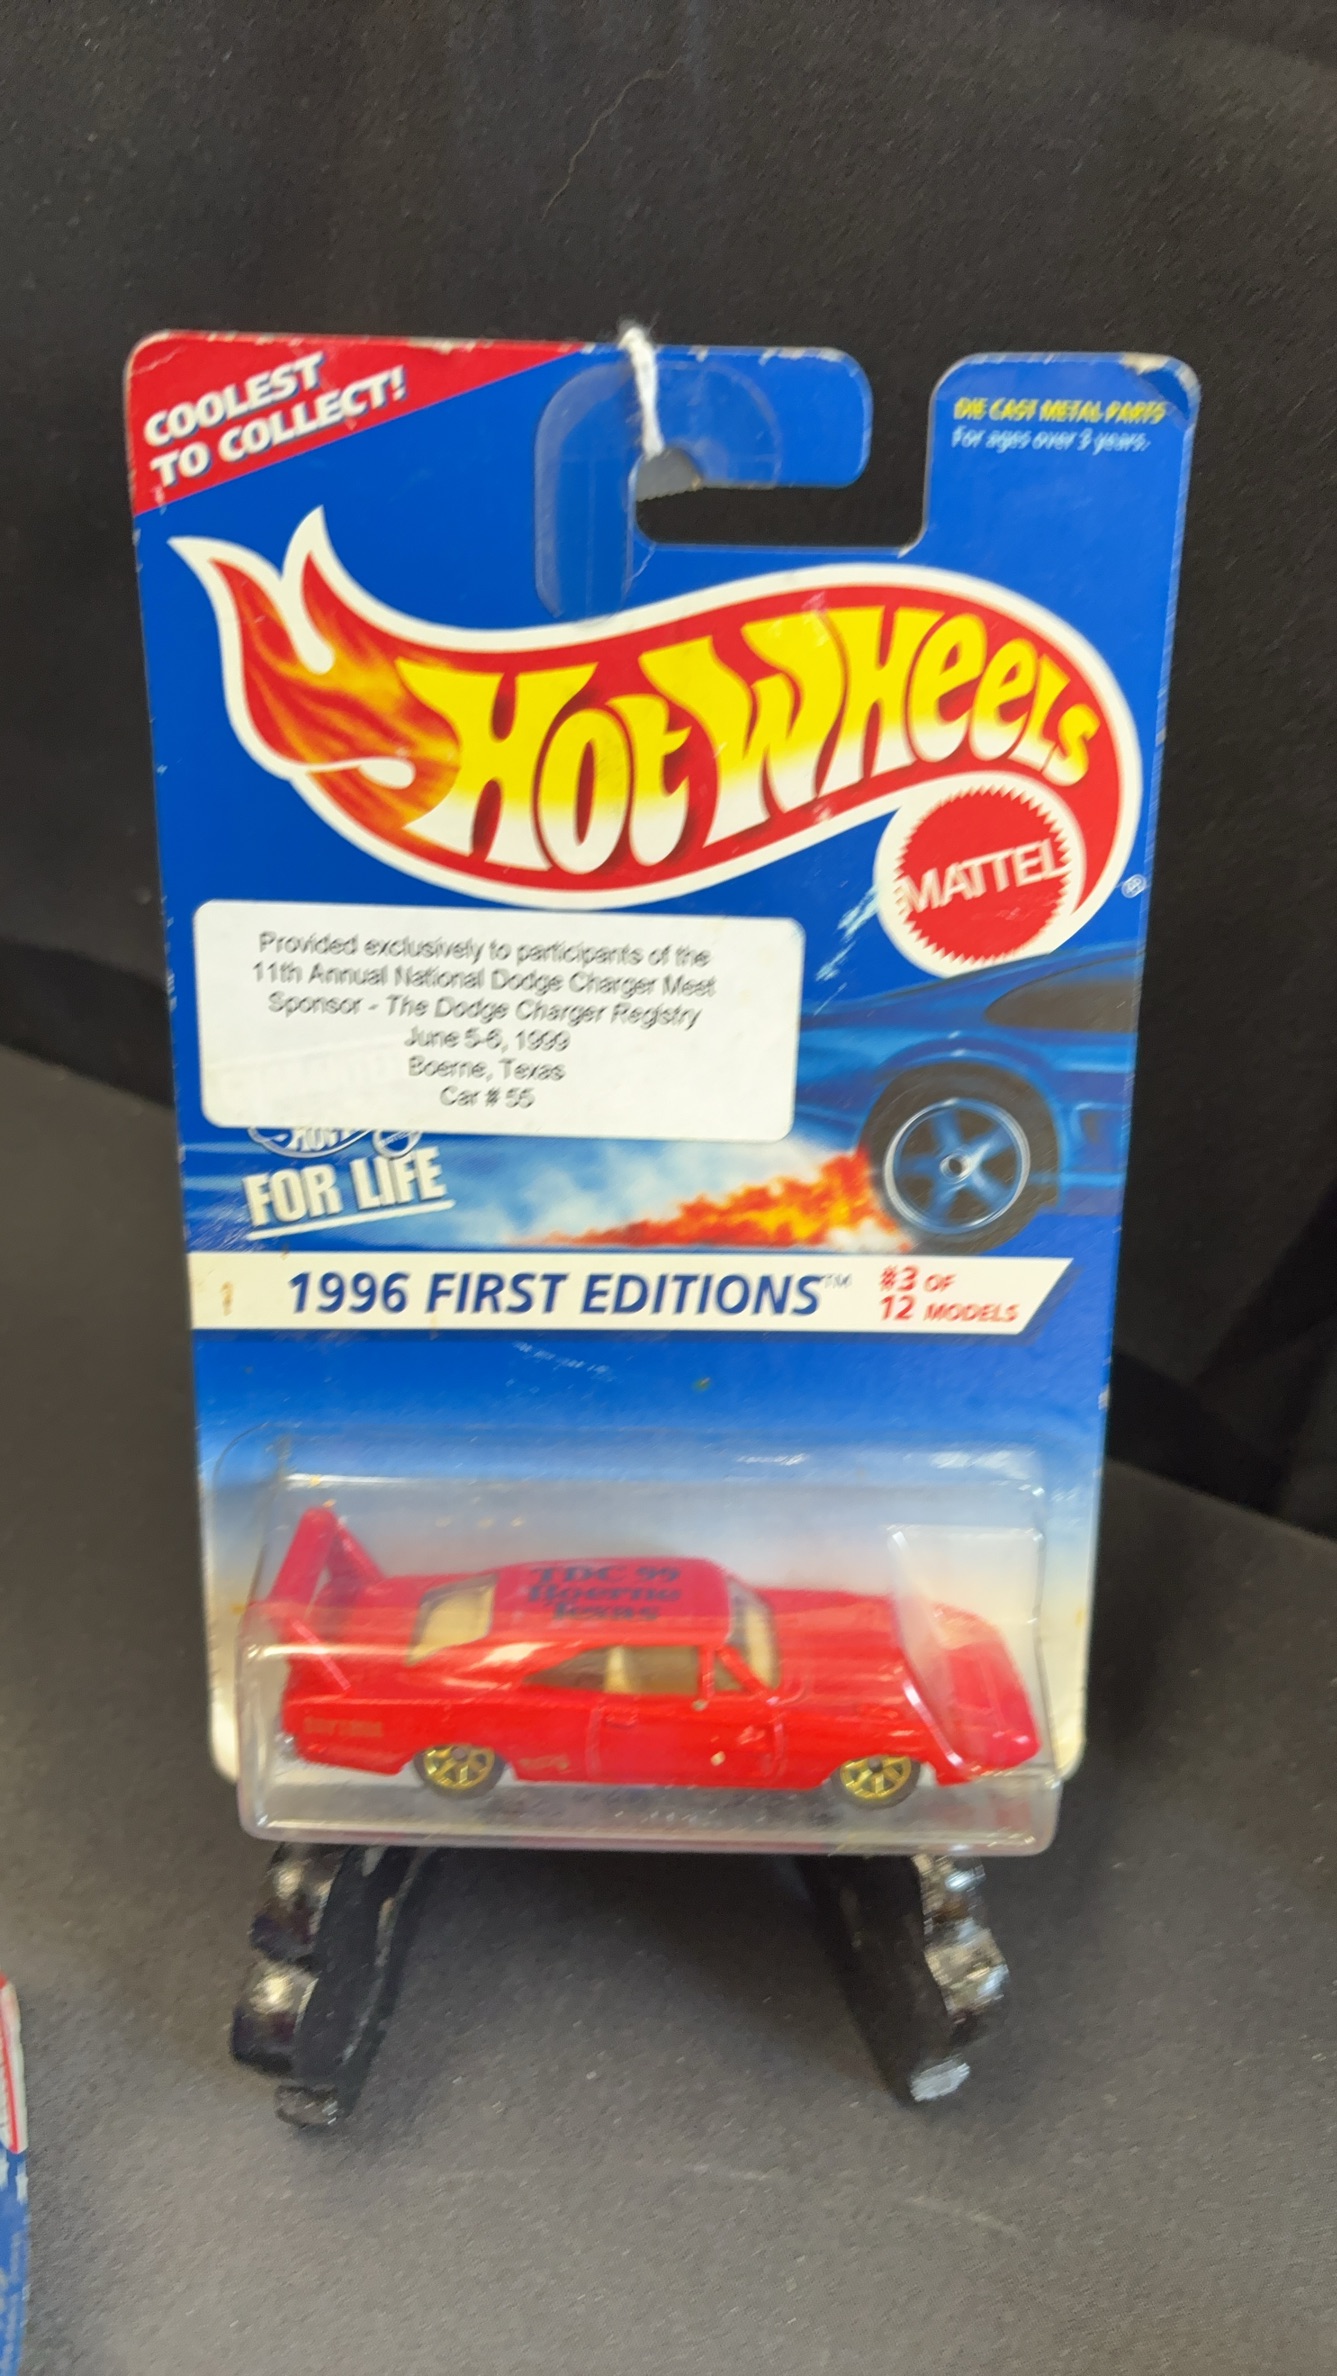 COOLEST
TO COLLECT!
DIE CAST METAL PARTS
For ages over 3 years.
HOT WHEELS
MATTEL
®
Provided exclusively to participants of the
11th Annual National Dodge Charger Meet
Sponsor - The Dodge Charger Registry
June 5-6, 1999
Boerne, Texas
Car # 55
FOR LIFE
1996 FIRST EDITIONS™
#3 OF
12 MODELS
TDC 99
Boerne
Texas